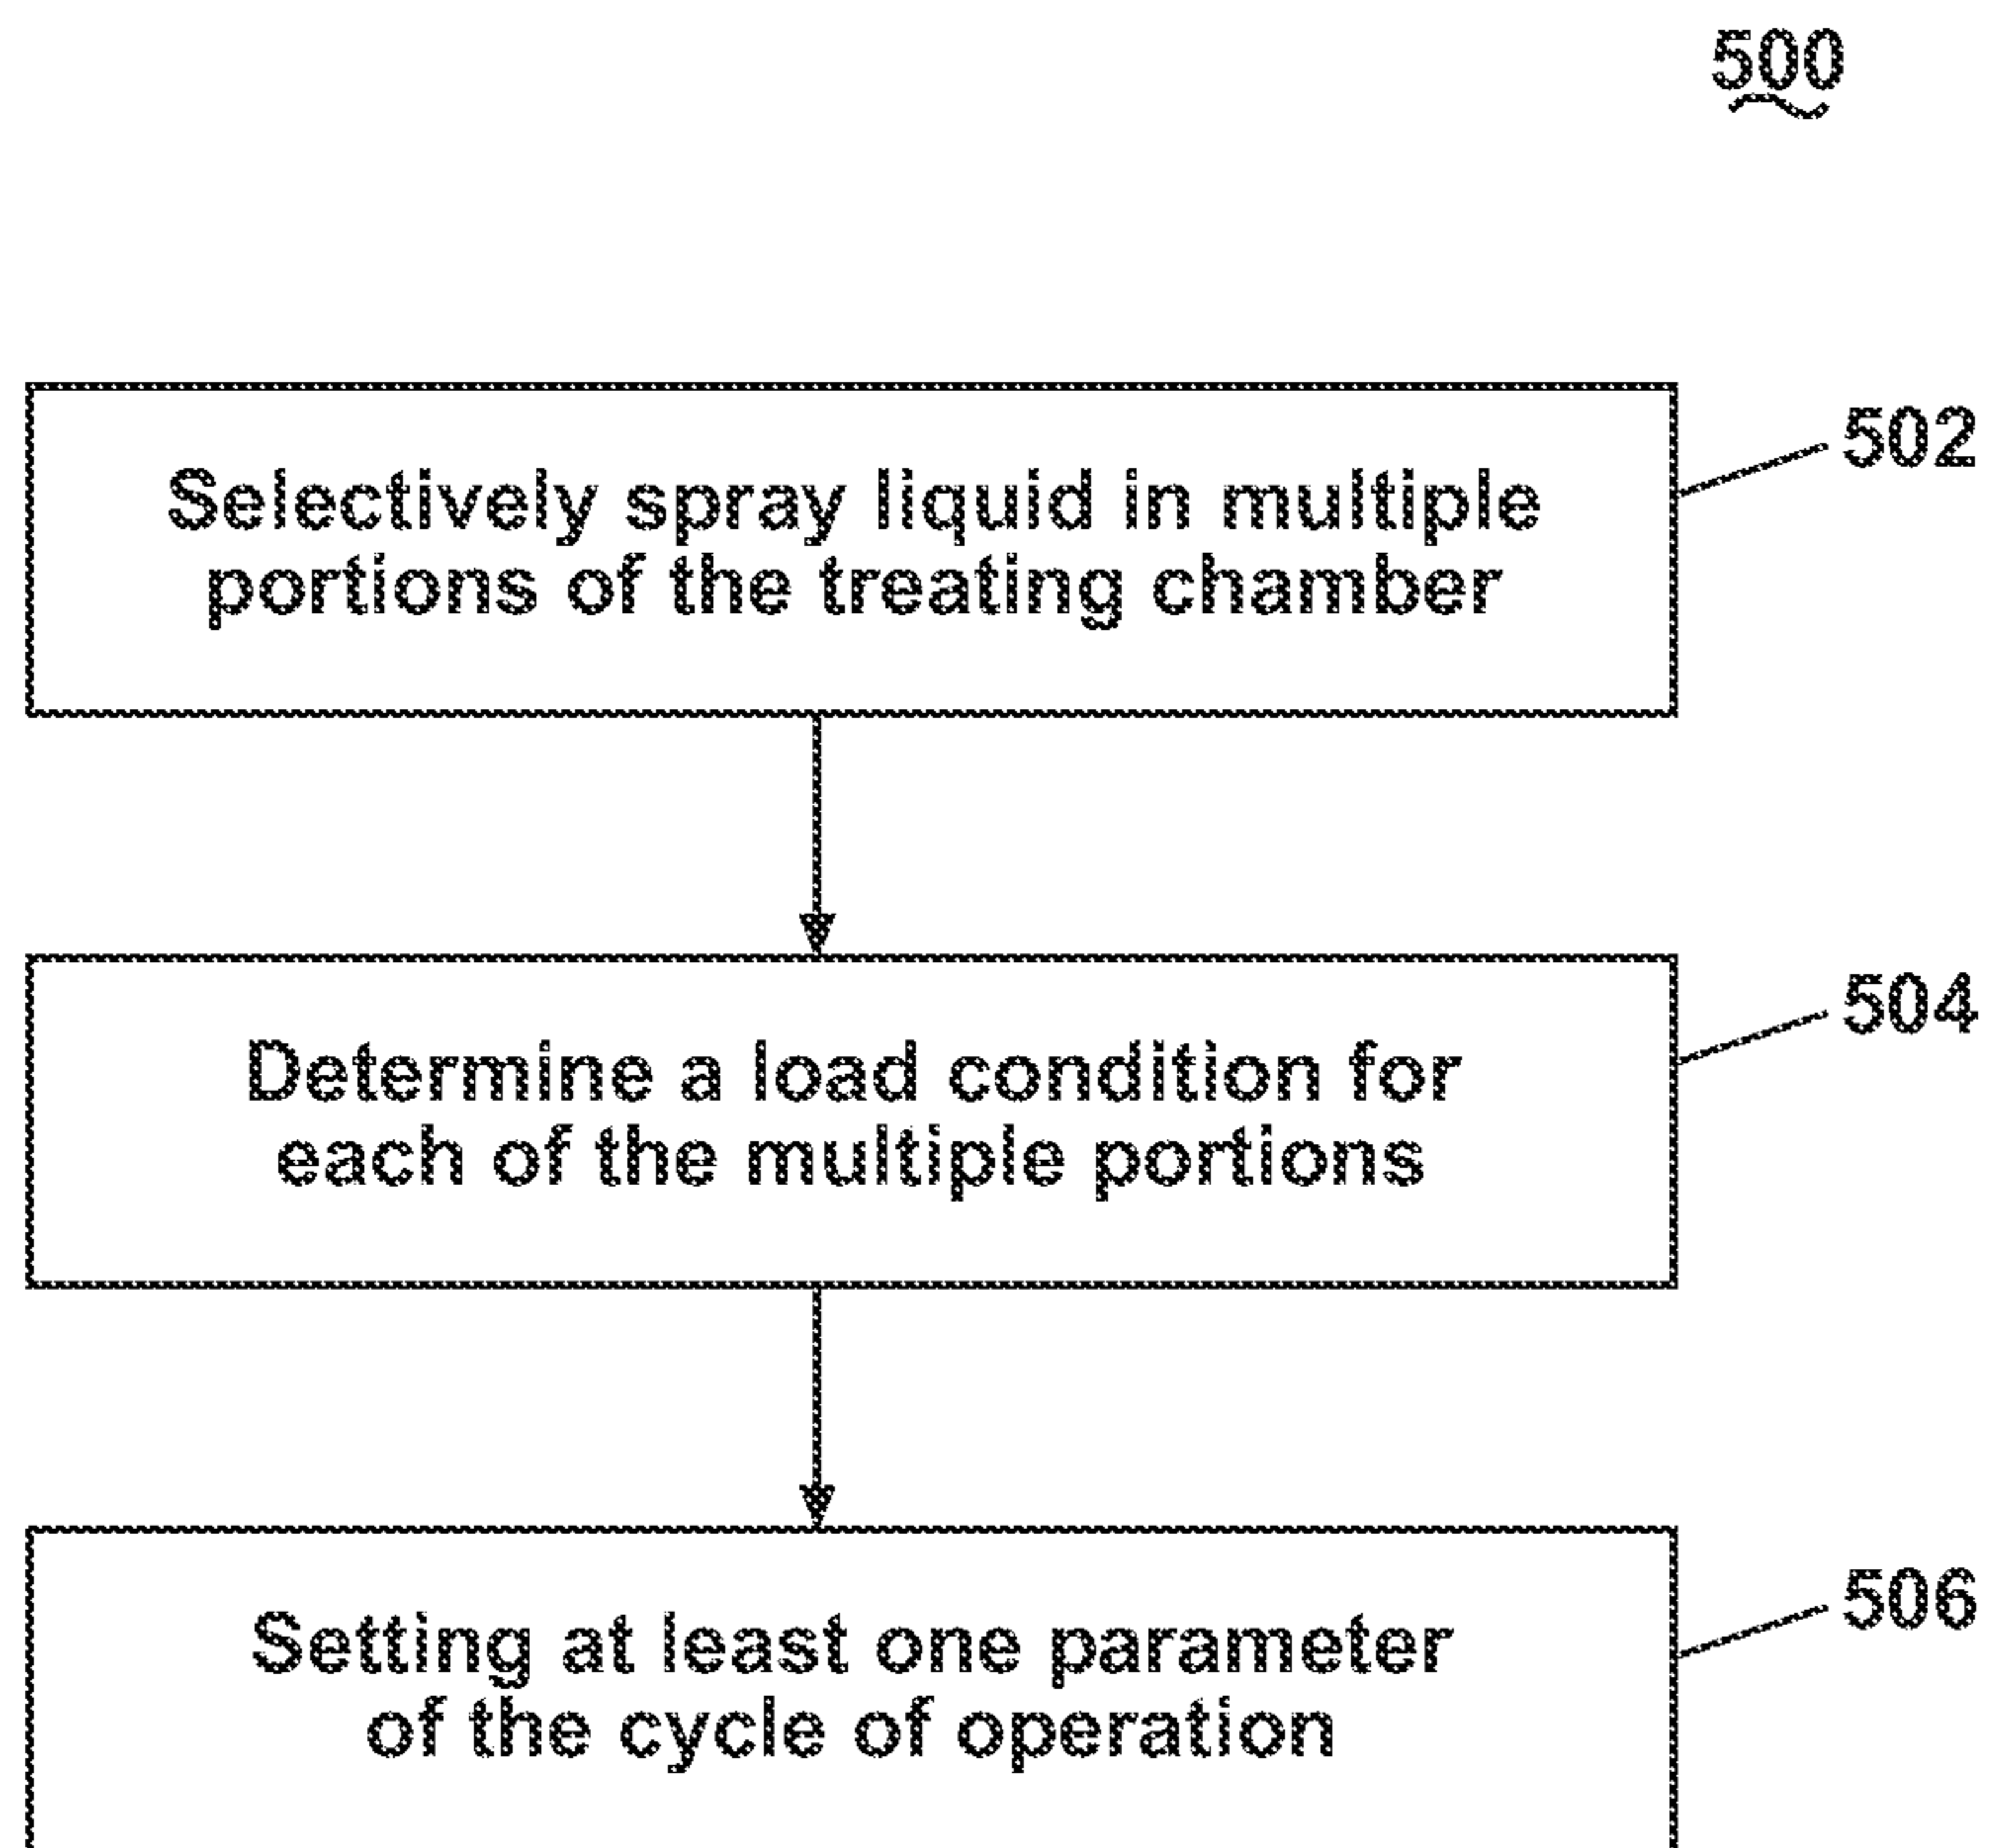 500
Selectively spray liquid in multiple
portions of the treating chamber
502
Determine a load condition for
each of the multiple portions
504
Setting at least one parameter
of the cycle of operation
506